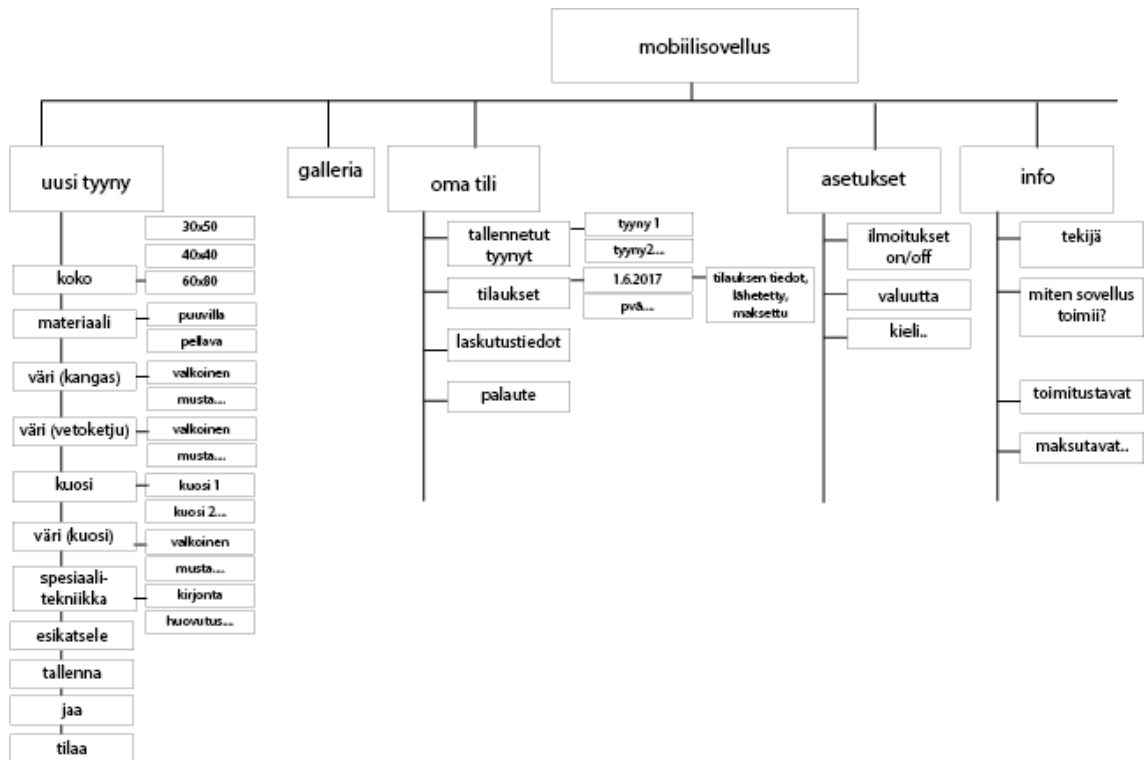 mobiilisovellus
uusi tyyny
galleria
oma tili
asetukset
info
koko
30x50
40x40
60x80
materiaali
puuvilla
pellava
väri (kangas)
valkoinen
musta....
väri (vetoketju)
valkoinen
musta....
kuosi
kuosi 1
kuosi 2....
väri (kuosi)
valkoinen
musta....
spesiaali-
tekniikka
kirjonta
huovutus....
esikatsele
tallenna
jaa
tilaa
tallennetut
tyynyt
tyyny 1
tyyny2....
tilaukset
1.6.2017
pvä....
tilauksen tiedot,
lähetetty,
maksettu
laskutustiedot
palaute
ilmoitukset
on/off
valuutta
kieli..
tekijä
miten sovellus
toimii?
toimitustavat
maksutavat..